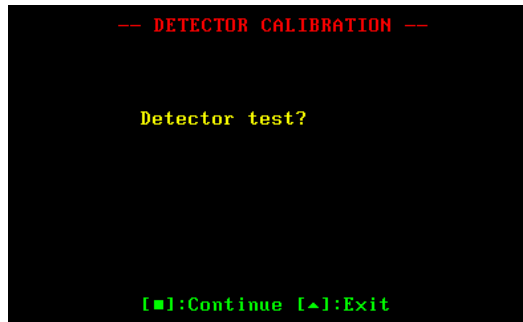 -- DETECTOR CALIBRATION --
Detector test?
[■]:Continue [▲]:Exit